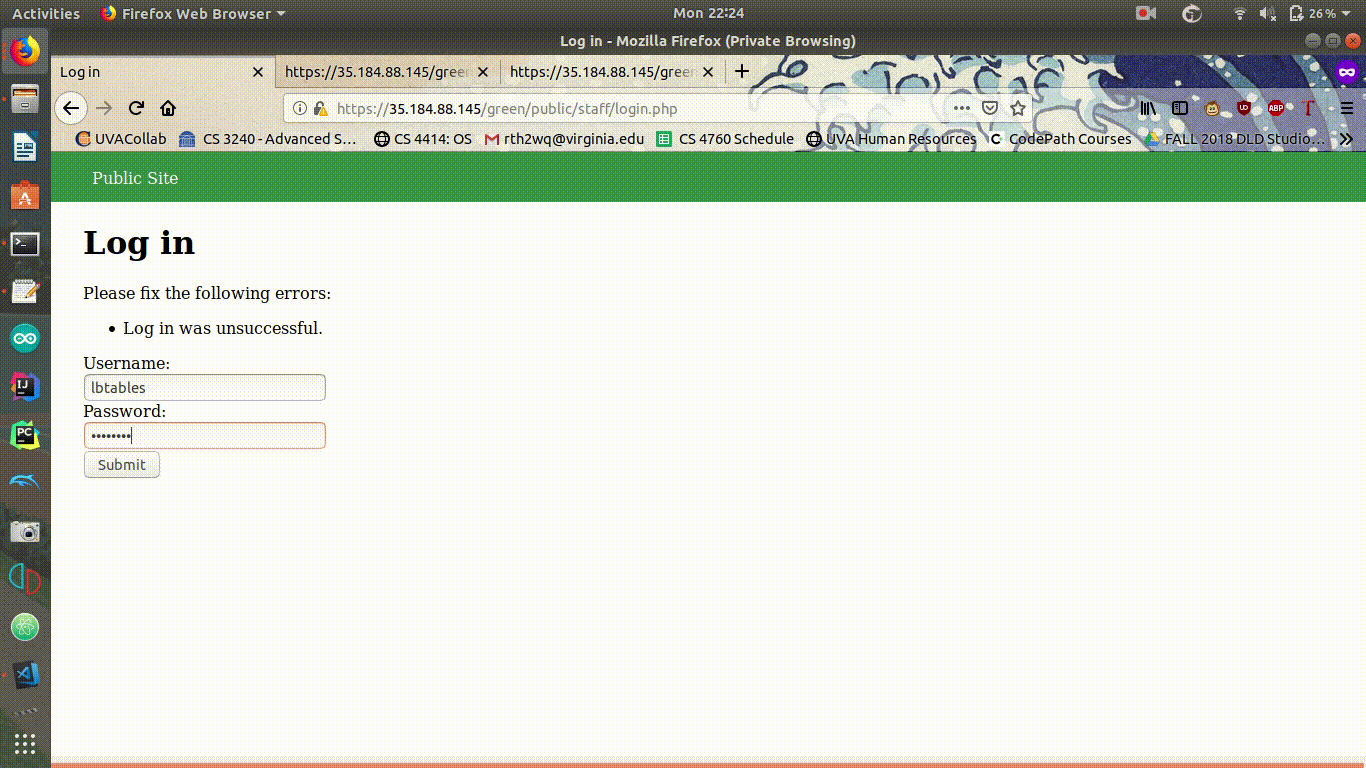 Activities Firefox Web Browser Mon 22:24 26 %
Log in - Mozilla Firefox (Private Browsing)
Log in https://35.184.88.145/gree https://35.184.88.145/gree
https://35.184.88.145/green/public/staff/login.php
UVACollab CS 3240 - Advanced S... CS 4414: OS rth2wq@virginia.edu CS 4760 Schedule UVA Human Resources CodePath Courses FALL 2018 DLD Studio...
Public Site
Log in
Please fix the following errors:
• Log in was unsuccessful.
Username:
lbtables
Password:
••••••••
Submit